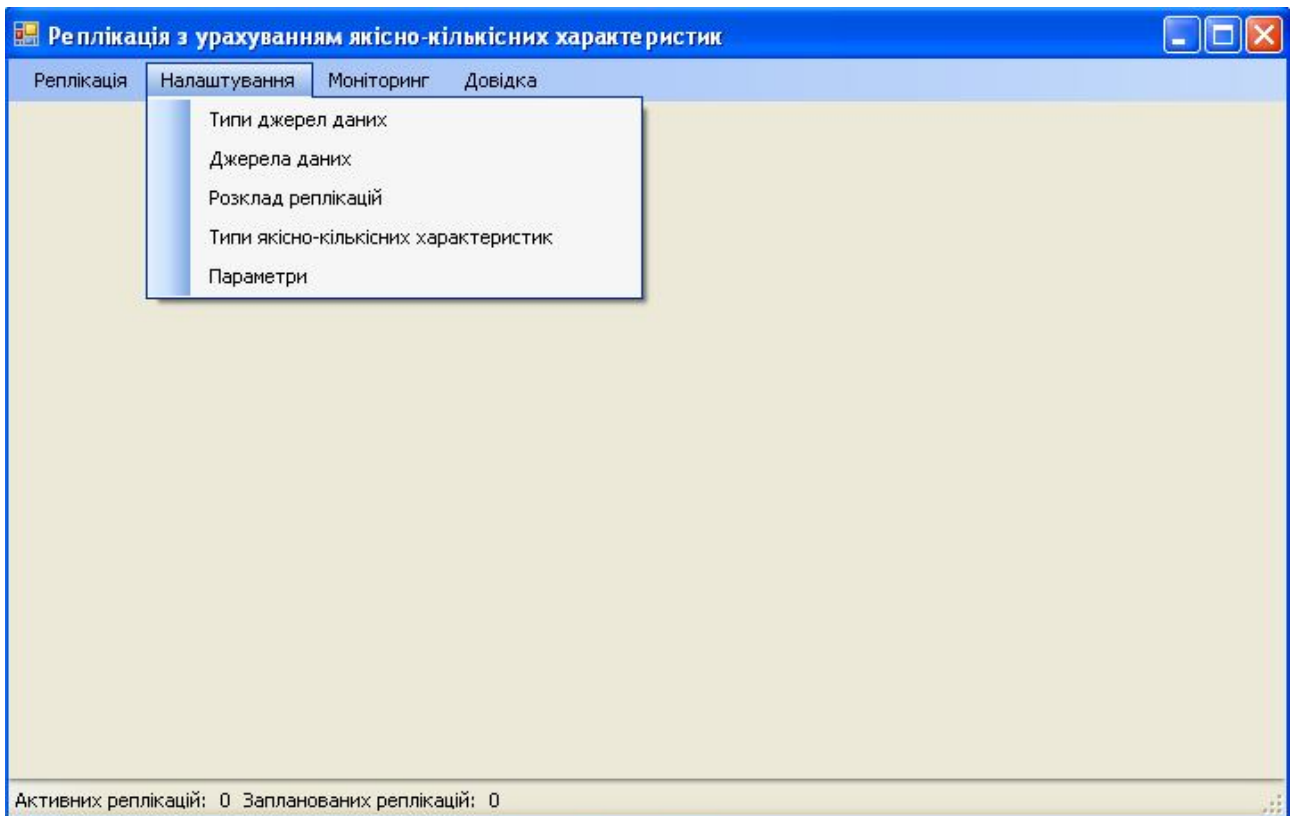 Реплікація з урахуванням якісно-кількісних характеристик
Реплікація Налаштування Моніторинг Довідка
Типи джерел даних
Джерела даних
Розклад реплікацій
Типи якісно-кількісних характеристик
Параметри
Активних реплікацій: 0 Запланованих реплікацій: 0